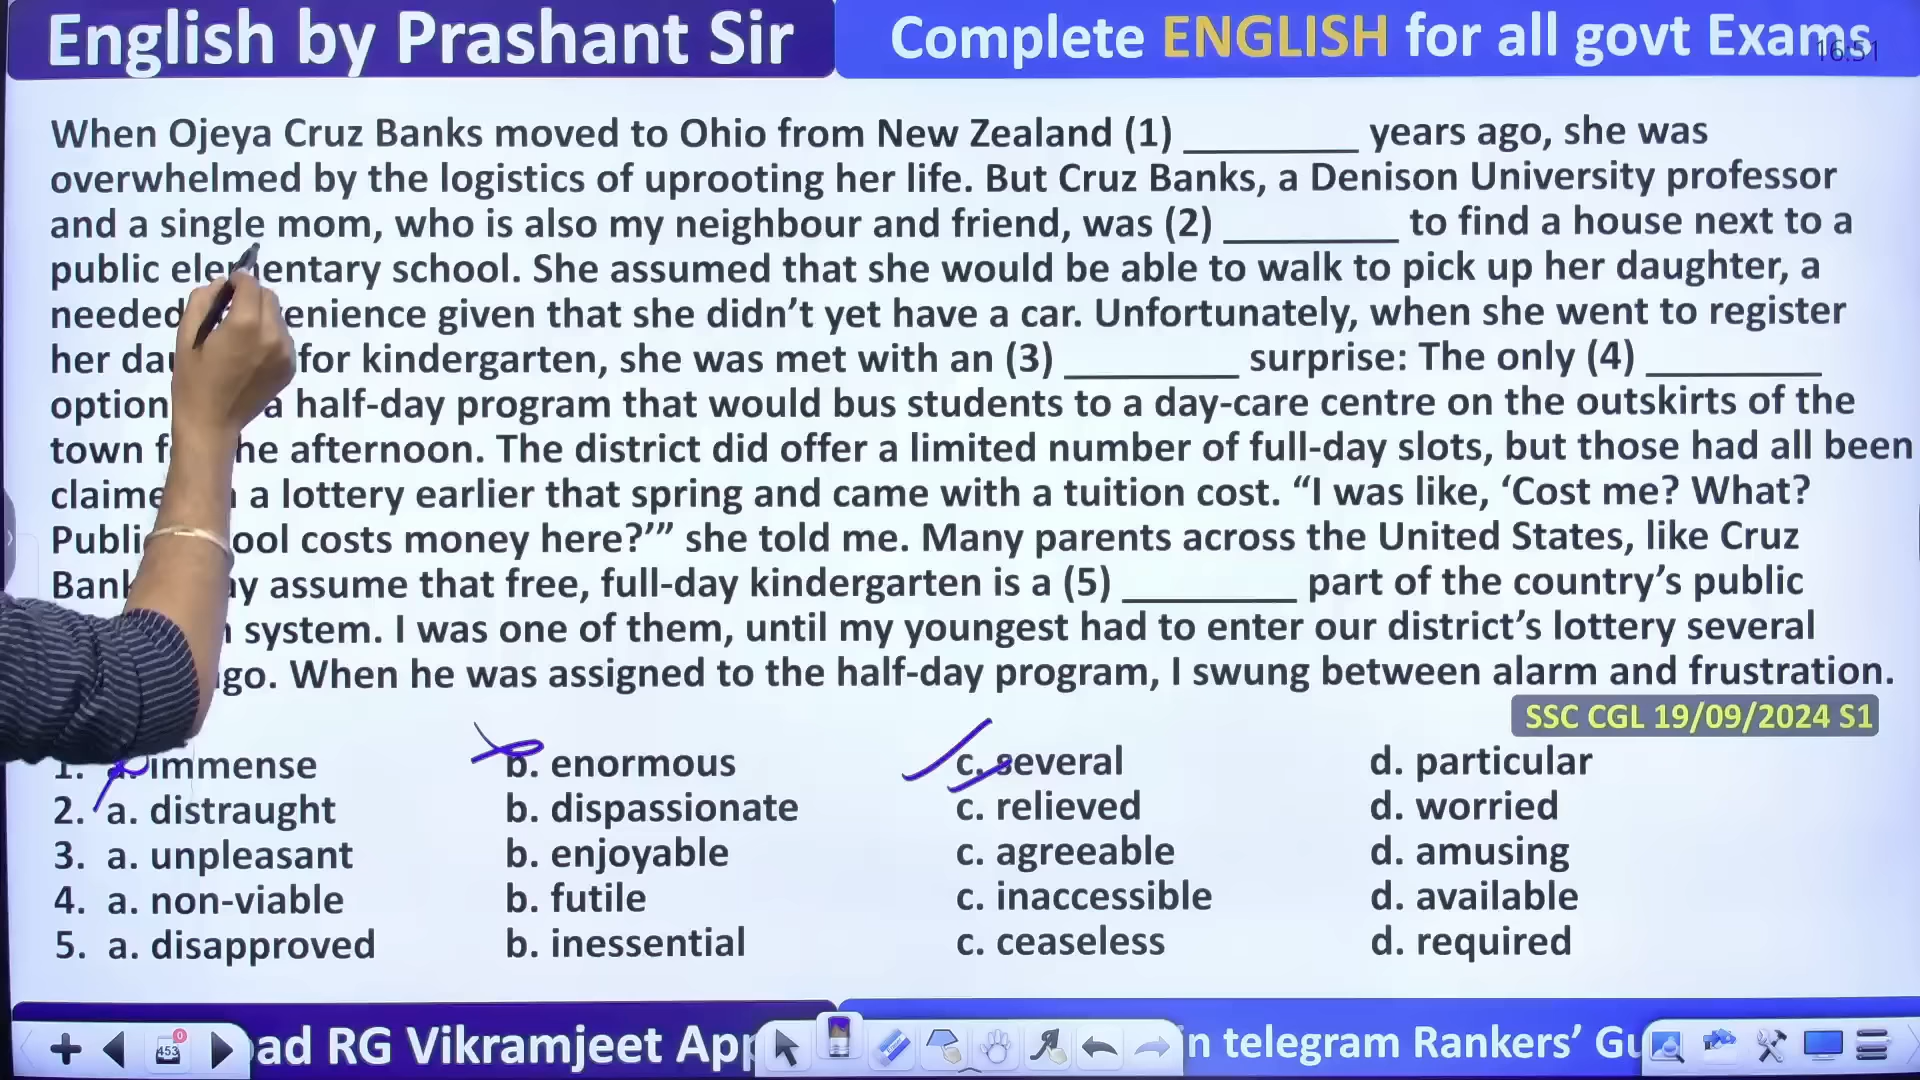 English by Prashant Sir
Complete ENGLISH for all govt Exams
16:51
When Ojeya Cruz Banks moved to Ohio from New Zealand (1) ________ years ago, she was
overwhelmed by the logistics of uprooting her life. But Cruz Banks, a Denison University professor
and a single mom, who is also my neighbour and friend, was (2) ________ to find a house next to a
public elementary school. She assumed that she would be able to walk to pick up her daughter, a
needed enience given that she didn't yet have a car. Unfortunately, when she went to register
her da for kindergarten, she was met with an (3) ________ surprise: The only (4) ________
option a half-day program that would bus students to a day-care centre on the outskirts of the
town f he afternoon. The district did offer a limited number of full-day slots, but those had all been
claime a lottery earlier that spring and came with a tuition cost. “I was like, ‘Cost me? What?
Publi ool costs money here?’” she told me. Many parents across the United States, like Cruz
Bank y assume that free, full-day kindergarten is a (5) ________ part of the country’s public
system. I was one of them, until my youngest had to enter our district’s lottery several
go. When he was assigned to the half-day program, I swung between alarm and frustration.
SSC CGL 19/09/2024 S1
1. a. immense b. enormous c. several d. particular
2. a. distraught b. dispassionate c. relieved d. worried
3. a. unpleasant b. enjoyable c. agreeable d. amusing
4. a. non-viable b. futile c. inaccessible d. available
5. a. disapproved b. inessential c. ceaseless d. required
ad RG Vikramjeet App
in telegram Rankers’ Gu
453
0